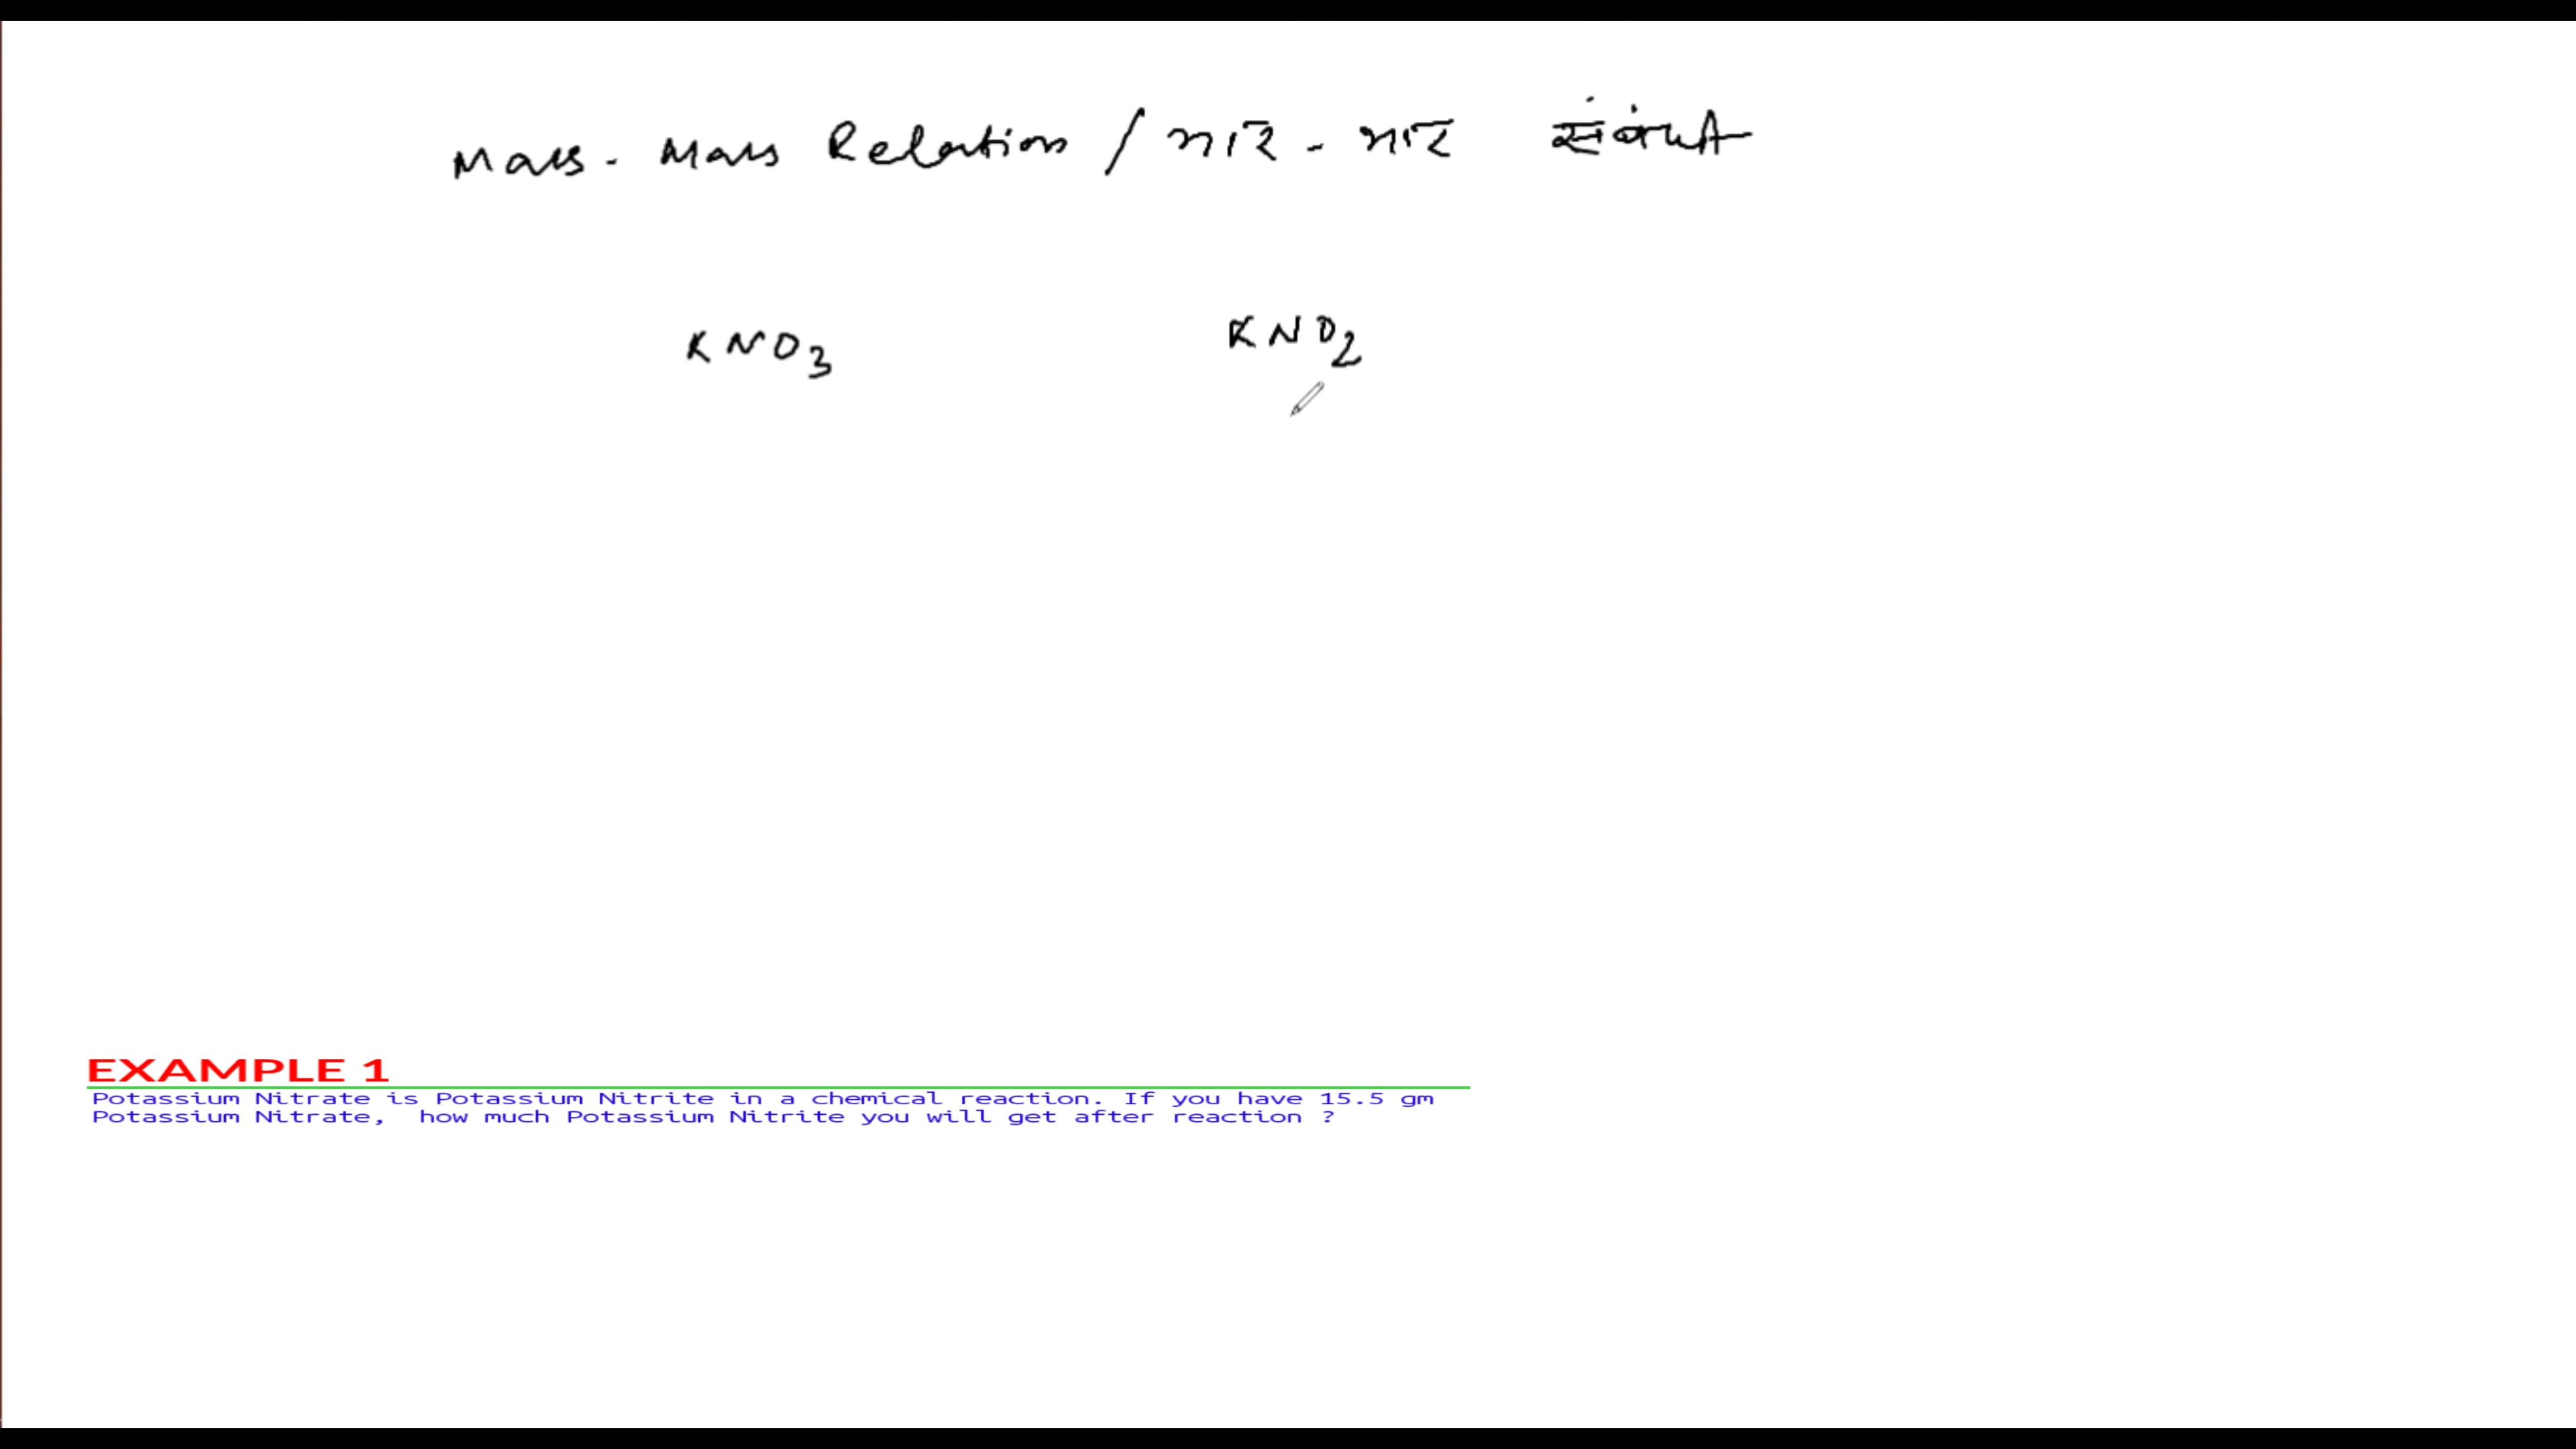 Mass - Mass Relation / भार - भार संबंध
KNO3 KNO2
EXAMPLE 1
Potassium Nitrate is Potassium Nitrite in a chemical reaction. If you have 15.5 gm
Potassium Nitrate, how much Potassium Nitrite you will get after reaction ?